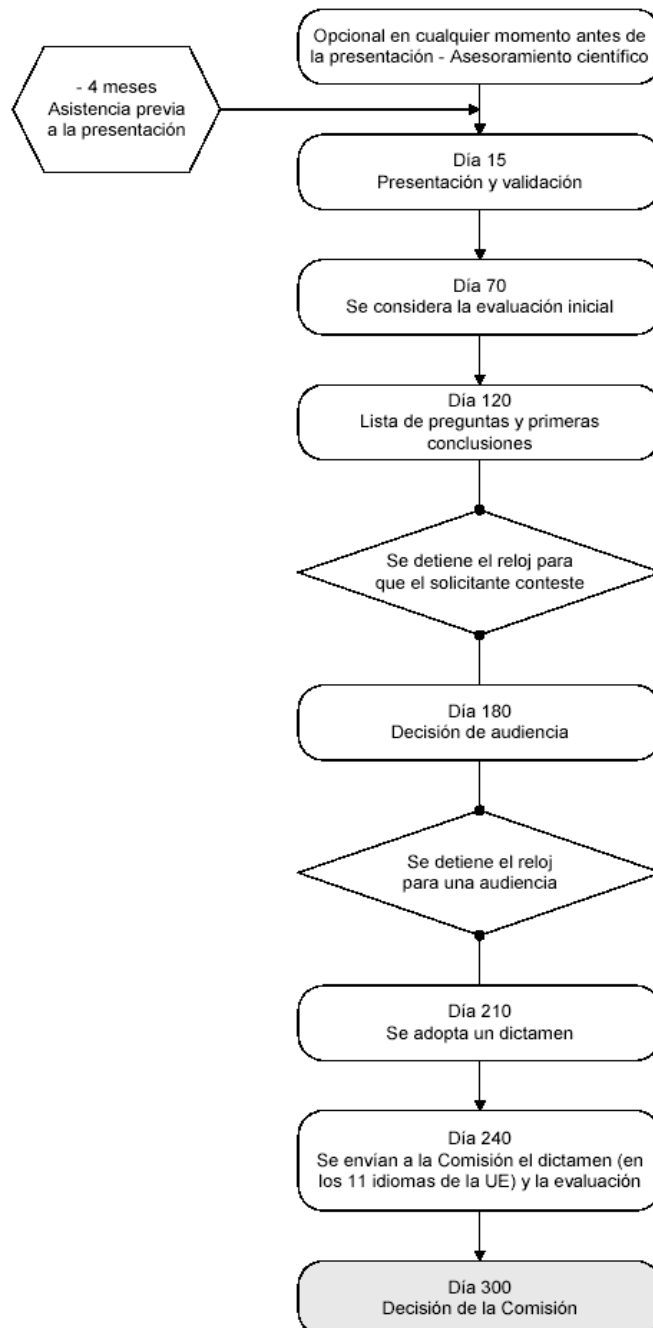 Opcional en cualquier momento antes de
la presentación - Asesoramiento científico
- 4 meses
Asistencia previa
a la presentación
Día 15
Presentación y validación
Día 70
Se considera la evaluación inicial
Día 120
Lista de preguntas y primeras
conclusiones
Se detiene el reloj para
que el solicitante conteste
Día 180
Decisión de audiencia
Se detiene el reloj
para una audiencia
Día 210
Se adopta un dictamen
Día 240
Se envían a la Comisión el dictamen (en
los 11 idiomas de la UE) y la evaluación
Día 300
Decisión de la Comisión